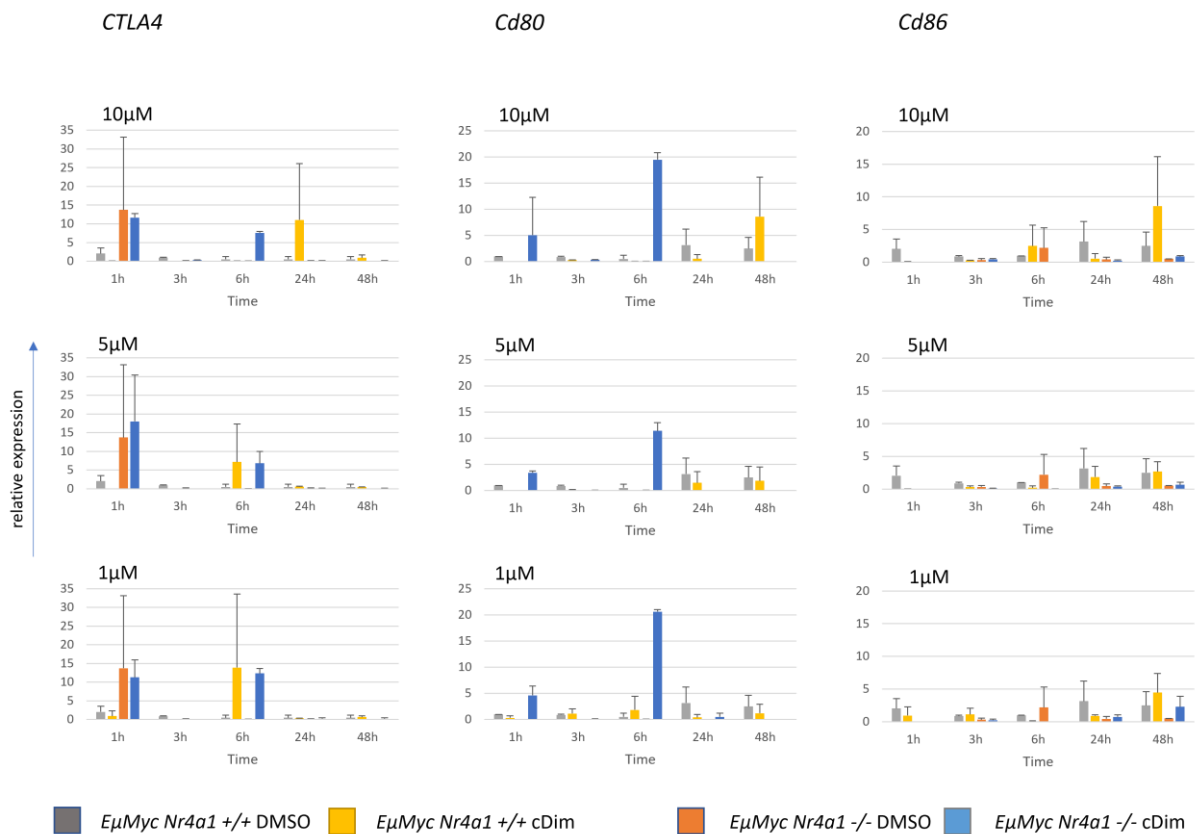 CTLA4 Cd80 Cd86
10µM 10µM 10µM
35 25 20
30 20 15
25 15 10
20 10 5
15 5 0
10 0
5
0
1h 3h 6h 24h 48h 1h 3h 6h 24h 48h 1h 3h 6h 24h 48h
Time Time Time
relative expression
5µM 5µM 5µM
35 25 20
30 20 15
25 15 10
20 10 5
15 5 0
10 0
5
0
1h 3h 6h 24h 48h 1h 3h 6h 24h 48h 1h 3h 6h 24h 48h
Time Time Time
1µM 1µM 1µM
35 25 20
30 20 15
25 15 10
20 10 5
15 5 0
10 0
5
0
1h 3h 6h 24h 48h 1h 3h 6h 24h 48h 1h 3h 6h 24h 48h
Time Time Time
EµMyc Nr4a1 +/+ DMSO EµMyc Nr4a1 +/+ cDim EµMyc Nr4a1 -/- DMSO EµMyc Nr4a1 -/- cDim